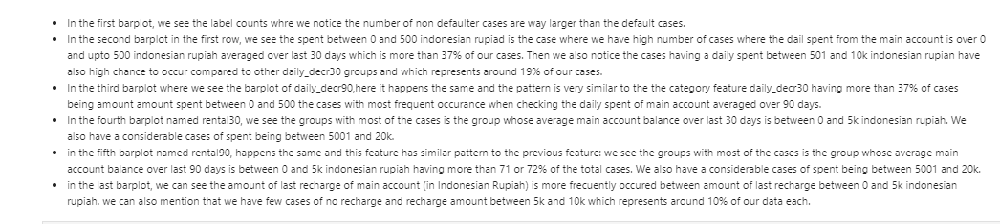 • In the first barplot, we see the label counts whre we notice the number of non defaulter cases are way larger than the default cases.
• In the second barplot in the first row, we see the spent between 0 and 500 indonesian rupiad is the case where we have high number of cases where the dail spent from the main account is over 0
and upto 500 indonesian rupiah averaged over last 30 days which is more than 37% of our cases. Then we also notice the cases having a daily spent between 501 and 10k indonesian rupian have
also high chance to occur compared to other daily_decr30 groups and which represents around 19% of our cases.
• In the third barplot where we see the barplot of daily_decr90,here it happens the same and the pattern is very similar to the the category feature daily_decr30 having more than 37% of cases
being amount amount spent between 0 and 500 the cases with most frequent occurance when checking the daily spent of main account averaged over 90 days.
• In the fourth barplot named rental30, we see the groups with most of the cases is the group whose average main account balance over last 30 days is between 0 and 5k indonesian rupiah. We
also have a considerable cases of spent being between 5001 and 20k.
• in the fifth barplot named rental90, happens the same and this feature has similar pattern to the previous feature: we see the groups with most of the cases is the group whose average main
account balance over last 90 days is between 0 and 5k indonesian rupiah having more than 71 or 72% of the total cases. We also have a considerable cases of spent being between 5001 and 20k.
• in the last barplot, we can see the amount of last recharge of main account (in Indonesian Rupiah) is more frecuently occured between amount of last recharge between 0 and 5k indonesian
rupiah. we can also mention that we have few cases of no recharge and recharge amount between 5k and 10k which represents around 10% of our data each.